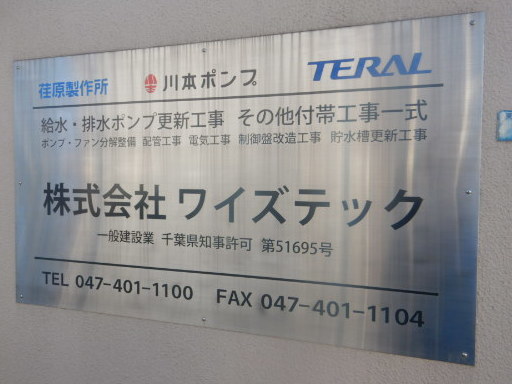 荏原製作所 川本ポンプ TERAL
給水・排水ポンプ更新工事 その他付帯工事一式
ポンプ・ファン分解整備 配管工事 電気工事 制御盤改造工事 貯水槽更新工事
株式会社 ワイズテック
一般建設業 千葉県知事許可 第51695号
TEL 047-401-1100 FAX 047-401-1104